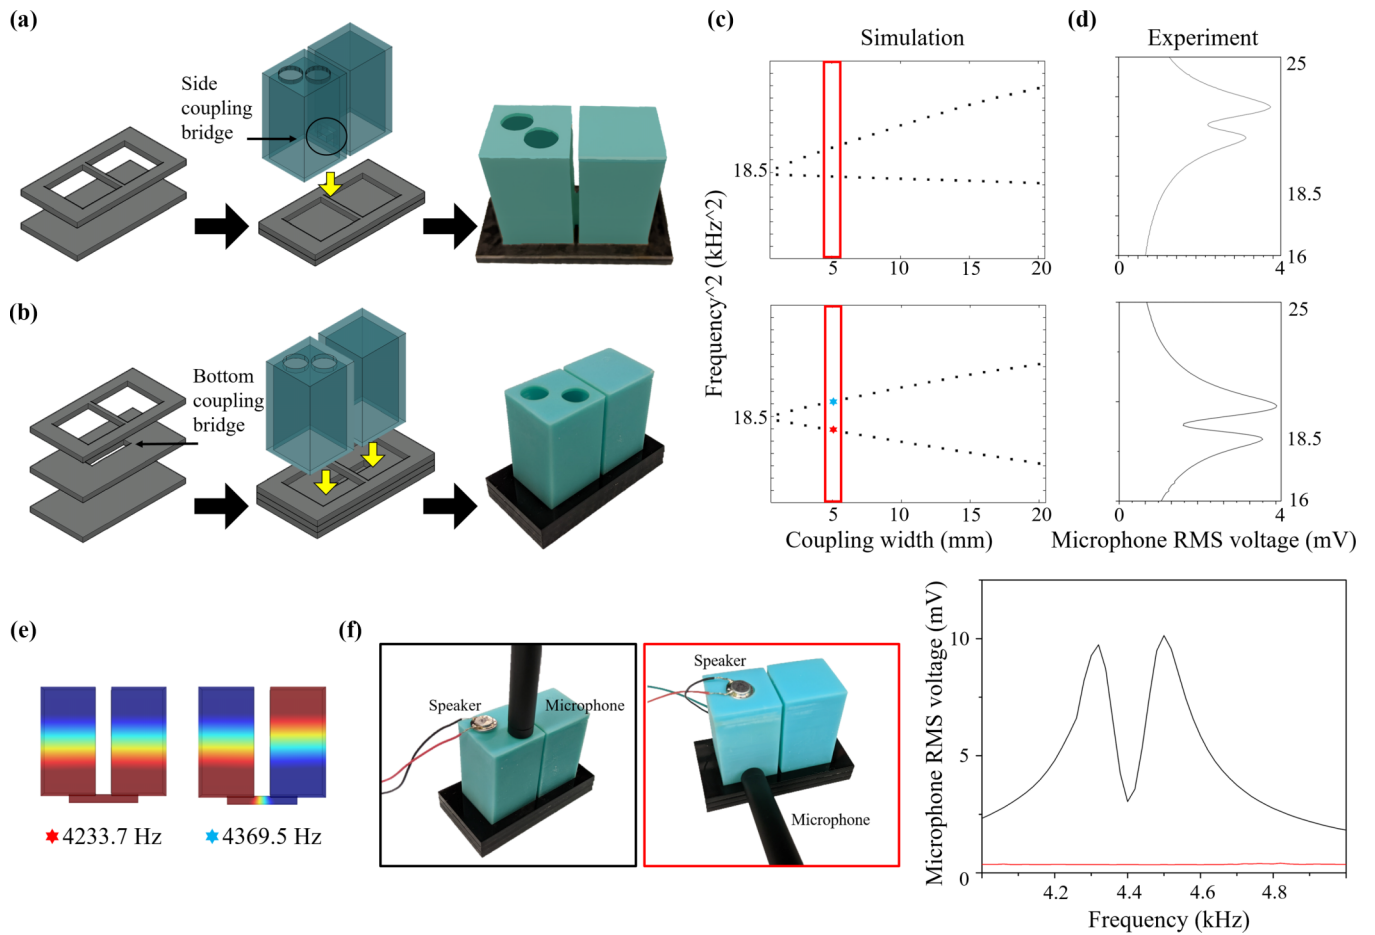 (a)
Side
coupling
bridge
(b)
Bottom
coupling
bridge
(c)
Simulation
Frequency^2 (kHz^2)
18.5
5
10
15
20
18.5
5
10
15
20
Coupling width (mm)
(d)
Experiment
25
18.5
16
0
4
25
18.5
16
0
4
Microphone RMS voltage (mV)
(e)
4233.7 Hz
4369.5 Hz
(f)
Speaker
Microphone
Speaker
Microphone
Microphone RMS voltage (mV)
10
5
0
4.2
4.4
4.6
4.8
Frequency (kHz)